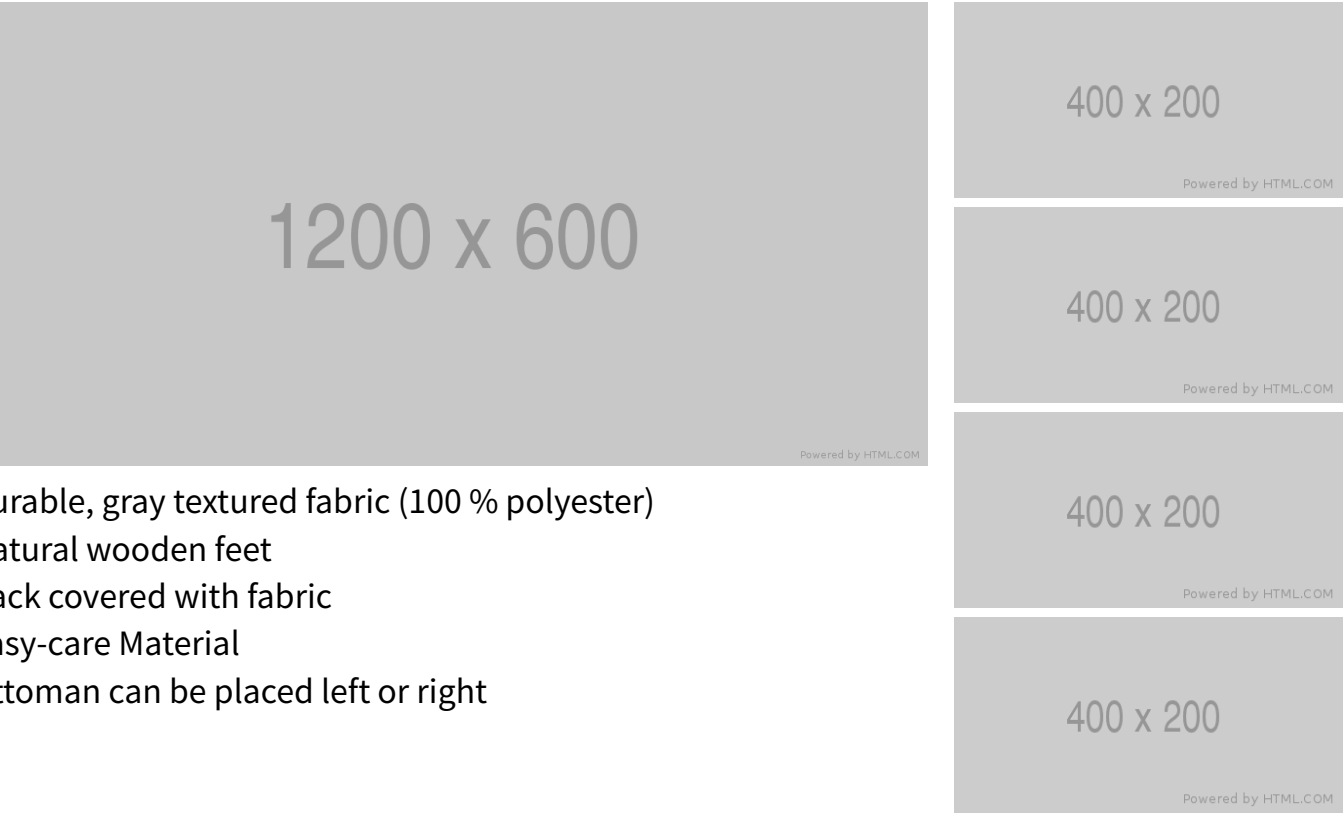 1200 x 600
Powered by HTML.COM
urable, gray textured fabric (100 % polyester)
atural wooden feet
ack covered with fabric
asy-care Material
ttoman can be placed left or right
400 x 200
Powered by HTML.COM
400 x 200
Powered by HTML.COM
400 x 200
Powered by HTML.COM
400 x 200
Powered by HTML.COM